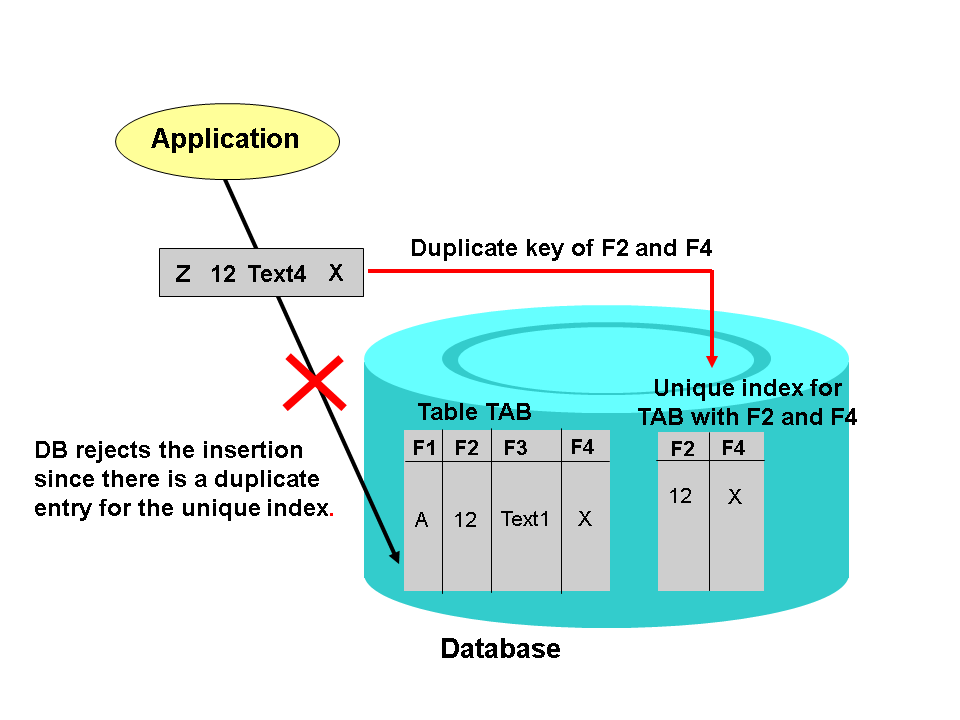 Application
Z 12 Text4 X
Duplicate key of F2 and F4
Unique index for
TAB with F2 and F4
Table TAB
F1 F2 F3 F4
A 12 Text1 X
F2 F4
12 X
DB rejects the insertion
since there is a duplicate
entry for the unique index.
Database